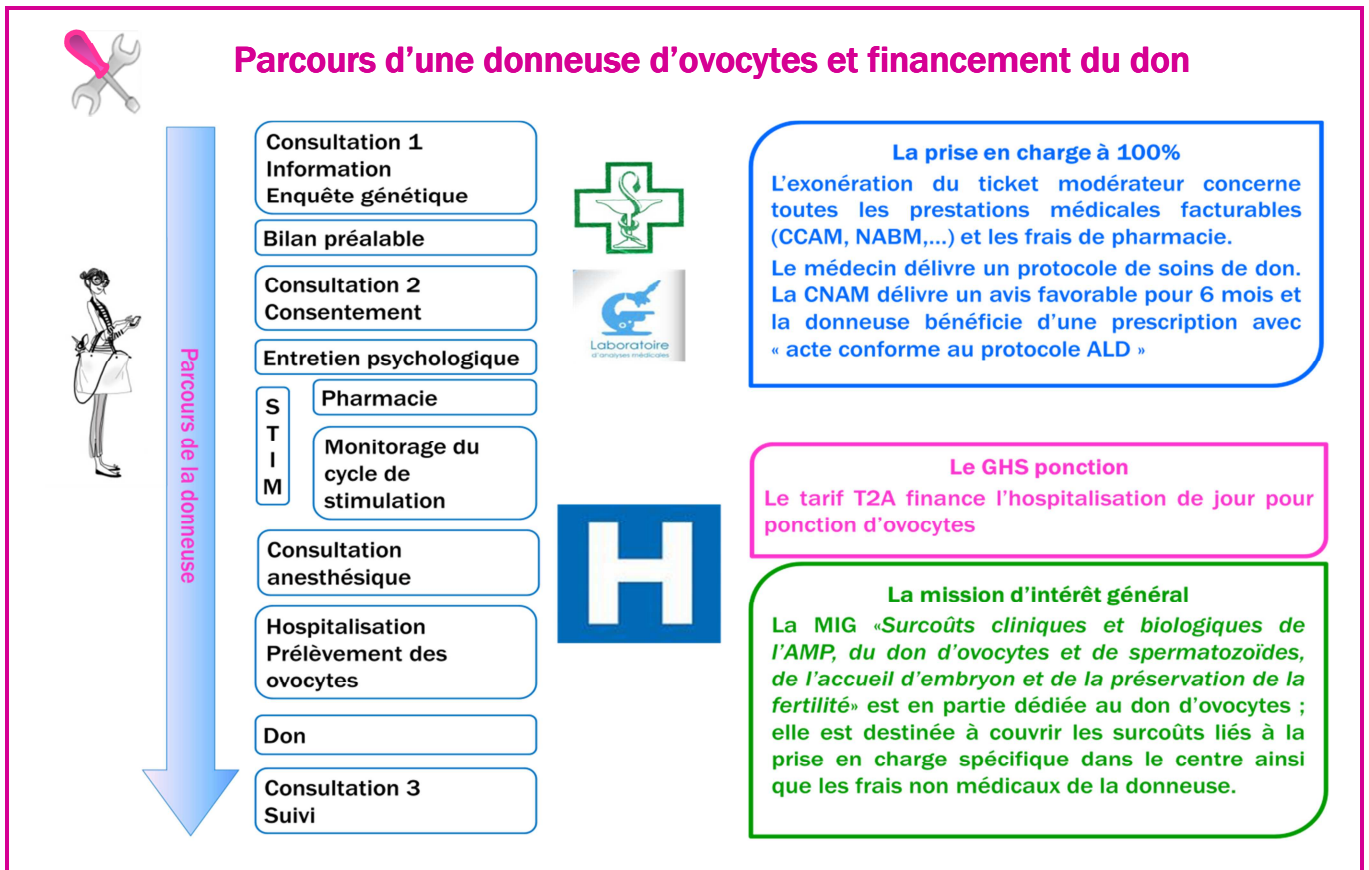 Parcours d'une donneuse d'ovocytes et financement du don
Parcours de la donneuse
Consultation 1
Information
Enquête génétique
Bilan préalable
Consultation 2
Consentement
Entretien psychologique
S
T
I
M
Pharmacie
Monitorage du
cycle de
stimulation
Consultation
anesthésique
Hospitalisation
Prélèvement des
ovocytes
Don
Consultation 3
Suivi
Laboratoire
d'analyses médicales
H
La prise en charge à 100%
L'exonération du ticket modérateur concerne
toutes les prestations médicales facturables
(CCAM, NABM,...) et les frais de pharmacie.
Le médecin délivre un protocole de soins de don.
La CNAM délivre un avis favorable pour 6 mois et
la donneuse bénéficie d'une prescription avec
« acte conforme au protocole ALD »
Le GHS ponction
Le tarif T2A finance l'hospitalisation de jour pour
ponction d'ovocytes
La mission d'intérêt général
La MIG «Surcoûts cliniques et biologiques de
l'AMP, du don d'ovocytes et de spermatozoïdes,
de l'accueil d'embryon et de la préservation de la
fertilité» est en partie dédiée au don d'ovocytes ;
elle est destinée à couvrir les surcoûts liés à la
prise en charge spécifique dans le centre ainsi
que les frais non médicaux de la donneuse.